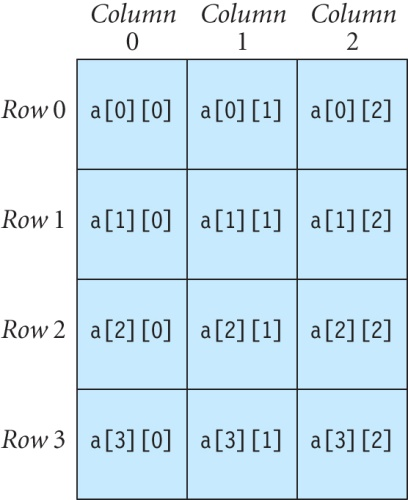 Column Column Column
0 1 2
Row 0 a[0][0] a[0][1] a[0][2]
Row 1 a[1][0] a[1][1] a[1][2]
Row 2 a[2][0] a[2][1] a[2][2]
Row 3 a[3][0] a[3][1] a[3][2]